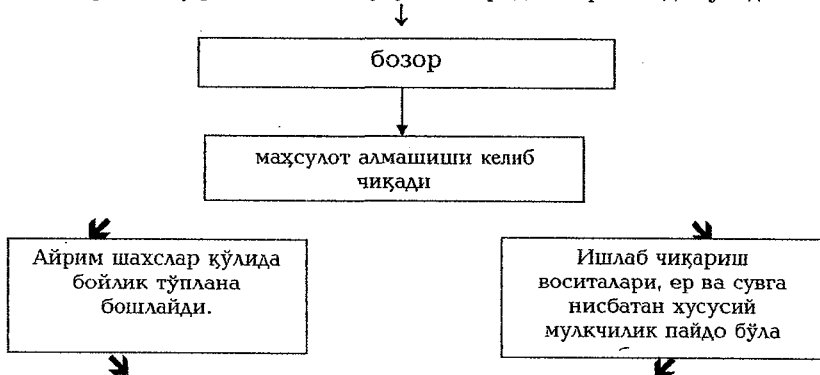 бозор
маҳсулот алмашиши келиб
чиқади
Айрим шахслар қўлида
бойлик тўплана
бошлайди.
Ишлаб чиқариш
воситалари, ер ва сувга
нисбатан хусусий
мулкчилик пайдо бўла